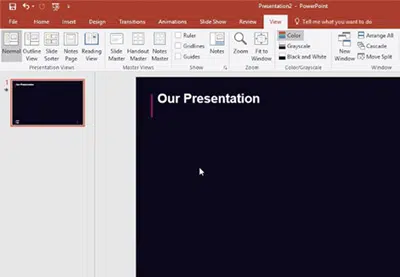 Presentation2 - PowerPoint
File Home Insert Design Transitions Animations Slide Show Review View Tell me what you want to do
Normal Outline View Slide Sorter Notes Page Reading View
Slide Master Handout Master Notes Master
Ruler
Gridlines
Guides
Notes
Zoom Fit to Window
Color
Grayscale
Black and White
New Window
Arrange All
Cascade
Move Split
Presentation Views Master Views Show Zoom Color/Grayscale Window
1
Our Presentation
Our Presentation